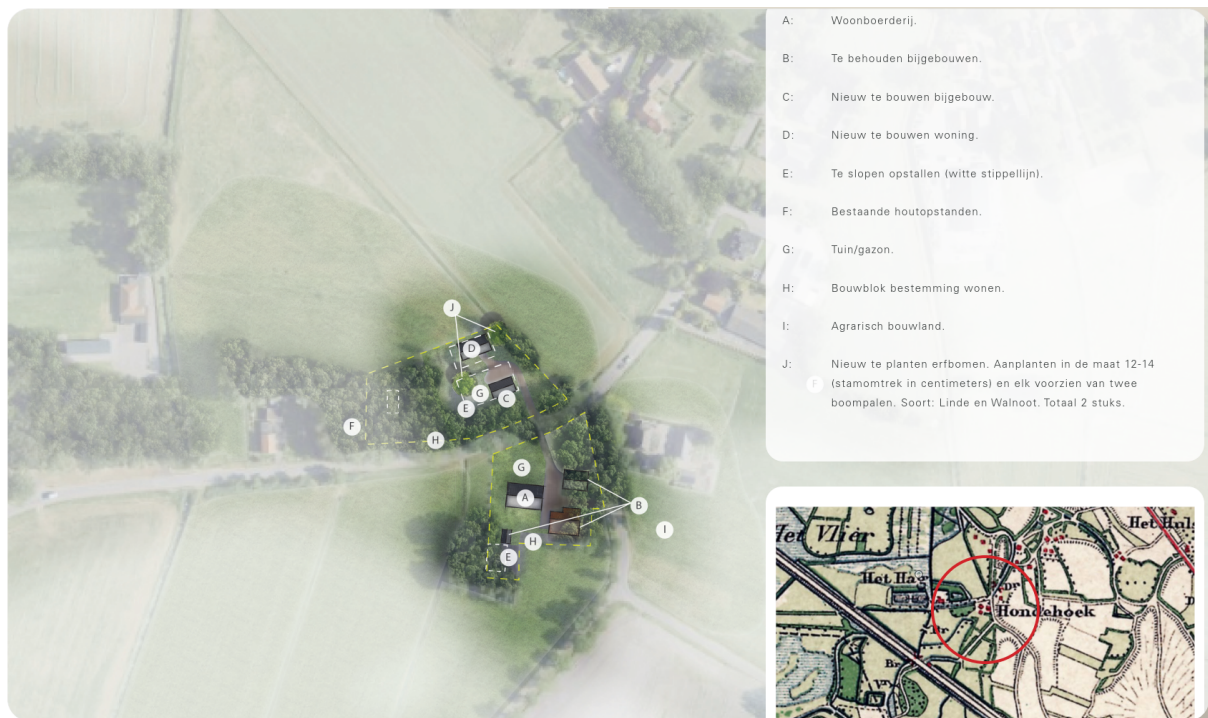 A: Woonboerderij.
B: Te behouden bijgebouwen.
C: Nieuw te bouwen bijgebouw.
D: Nieuw te bouwen woning.
E: Te slopen opstallen (witte stippellijn).
F: Bestaande houtopstanden.
G: Tuin/gazon.
H: Bouwblok bestemming wonen.
I: Agrarisch bouwland.
J: Nieuw te planten erfbomen. Aanplanten in de maat 12-14
(stamomtrek in centimeters) en elk voorzien van twee
boompalen. Soort: Linde en Walnoot. Totaal 2 stuks.
F
J
D
G
C
E
F
H
G
A
B
I
H
E
Vlier
Het Hul
Het Hag
Dr
Hondehoek
Br
Br